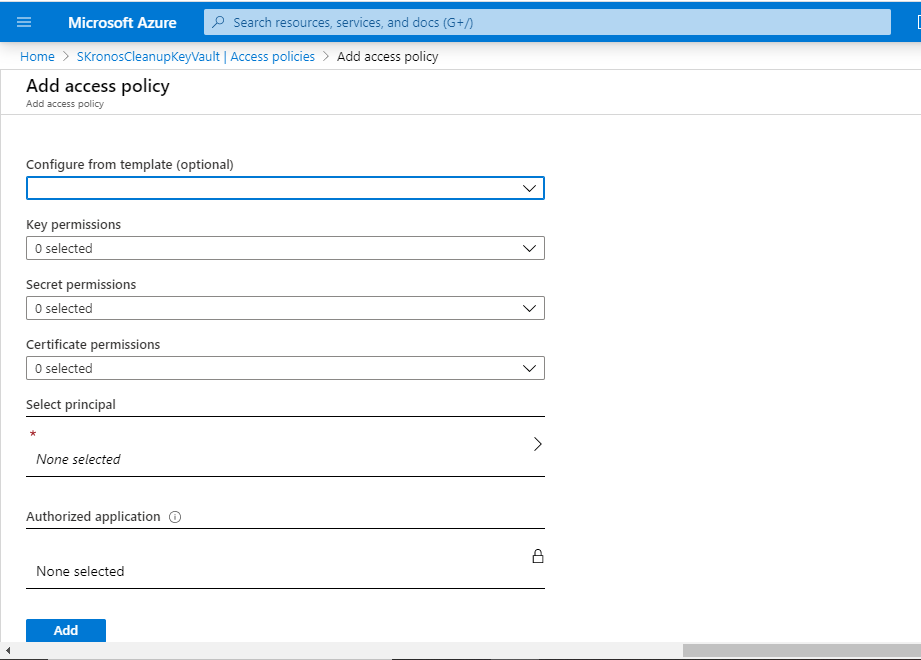 Microsoft Azure
Search resources, services, and docs (G+/)
Home > SKronosCleanupKeyVault | Access policies > Add access policy
Add access policy
Add access policy
Configure from template (optional)
Key permissions
0 selected
Secret permissions
0 selected
Certificate permissions
0 selected
Select principal
*
None selected
Authorized application
None selected
Add